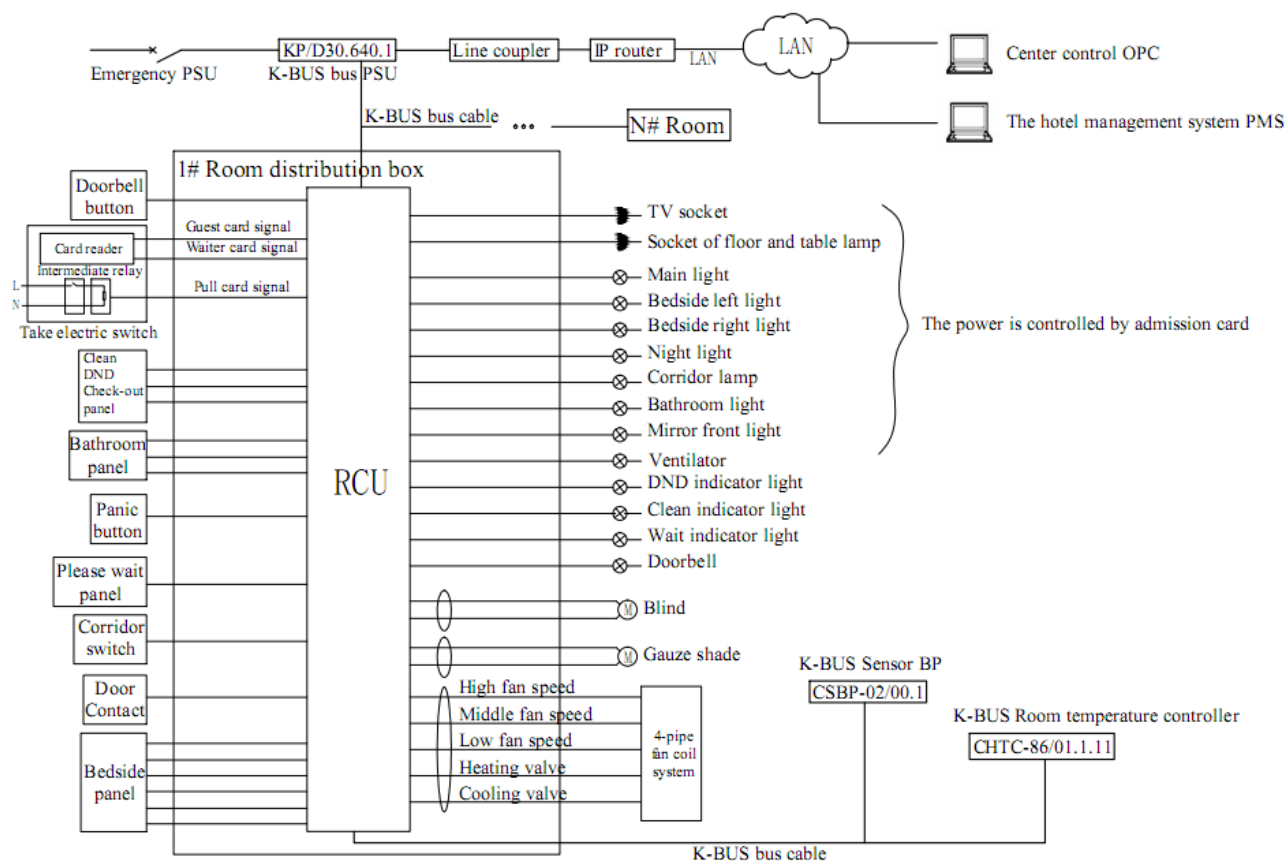 KP/D30.640.1
Line coupler
IP router
LAN
LAN
Center control OPC
Emergency PSU
K-BUS bus PSU
K-BUS bus cable
N# Room
The hotel management system PMS
1# Room distribution box
Doorbell
button
Guest card signal
Card reader
Waiter card signal
Intermediate relay
L
N
Pull card signal
Take electric switch
Clean
DND
Check-out
panel
Bathroom
panel
Panic
button
Please wait
panel
Corridor
switch
Door
Contact
Bedside
panel
RCU
TV socket
Socket of floor and table lamp
Main light
Bedside left light
Bedside right light
Night light
Corridor lamp
Bathroom light
Mirror front light
Ventilator
DND indicator light
Clean indicator light
Wait indicator light
Doorbell
The power is controlled by admission card
M
Blind
M
Gauze shade
High fan speed
Middle fan speed
Low fan speed
Heating valve
Cooling valve
4-pipe
fan coil
system
K-BUS Sensor BP
CSBP-02/00.1
K-BUS Room temperature controller
CHTC-86/01.1.11
K-BUS bus cable